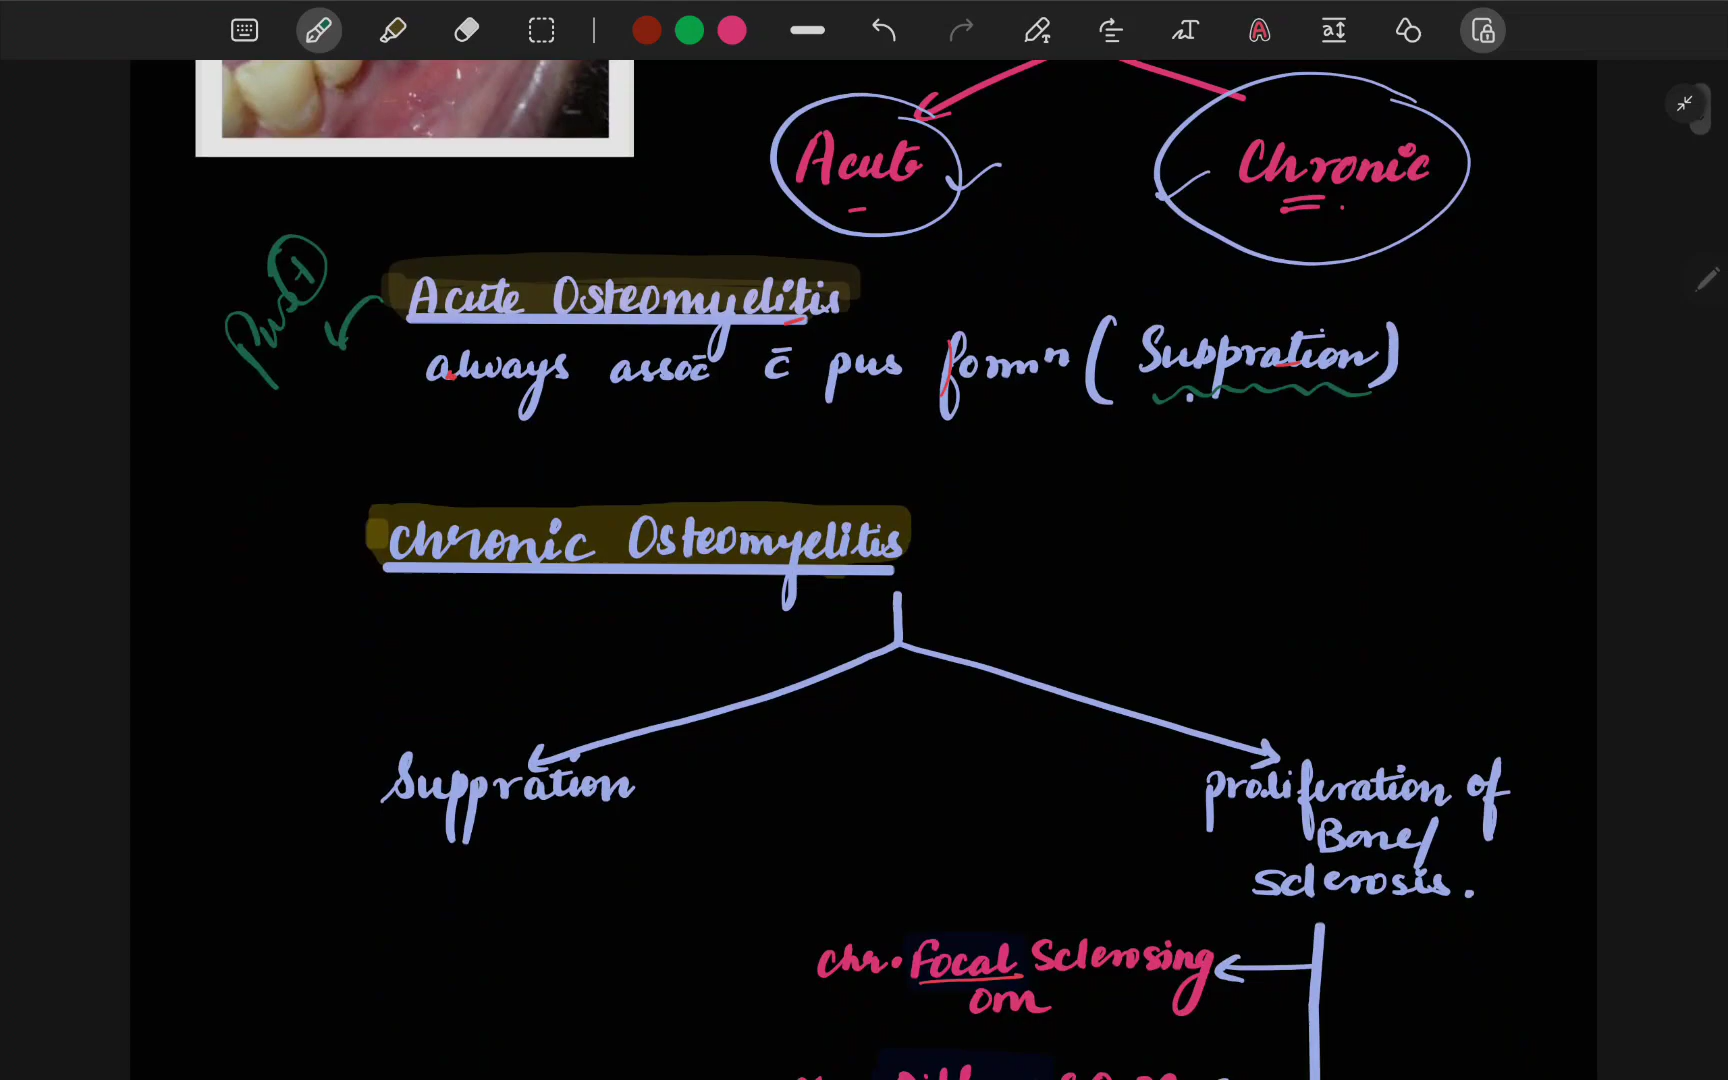 Acute
Chronic
Pus +
Acute Osteomyelitis
always assoc̄ c̄ pus formⁿ (Suppration)
chronic Osteomyelitis
Suppration
proliferation of
Bone/
sclerosis.
chr. Focal Sclerosing
om